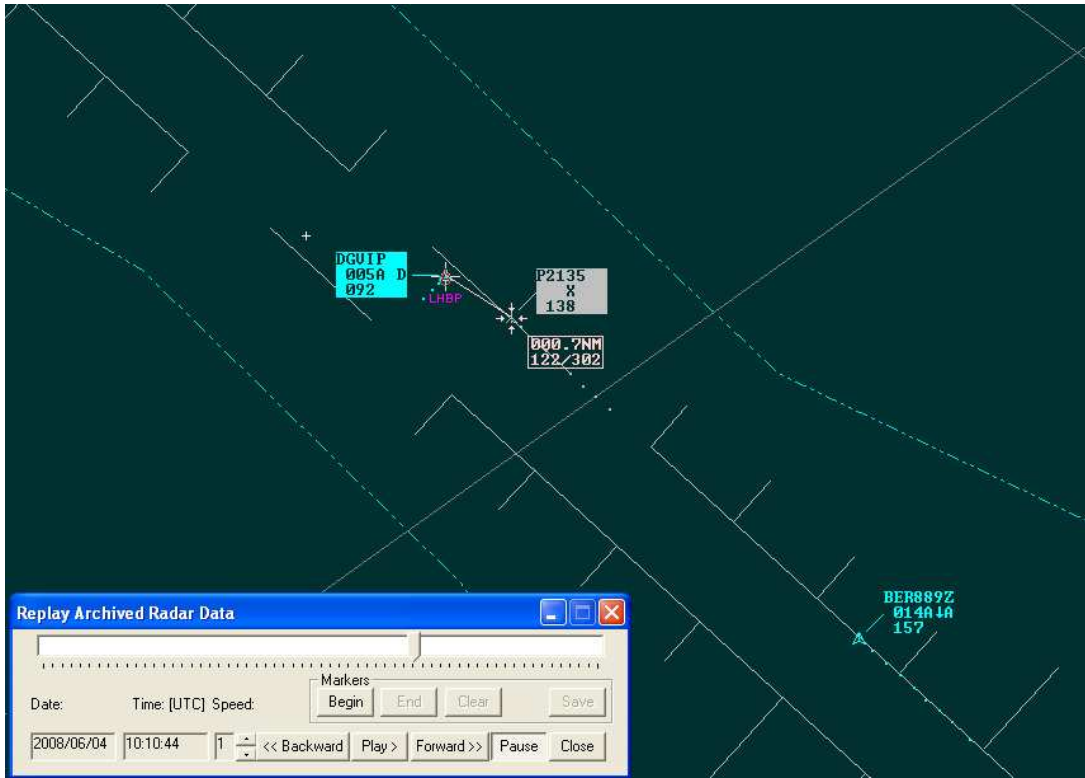 DGVIP
005A D
092
LHBP
P2135
X
138
000.7NM
122/302
BER889Z
014A↓A
157
Replay Archived Radar Data
Markers
Begin
End
Clear
Save
Date:
Time: [UTC]
Speed:
2008/06/04
10:10:44
1
<< Backward
Play >
Forward >>
Pause
Close